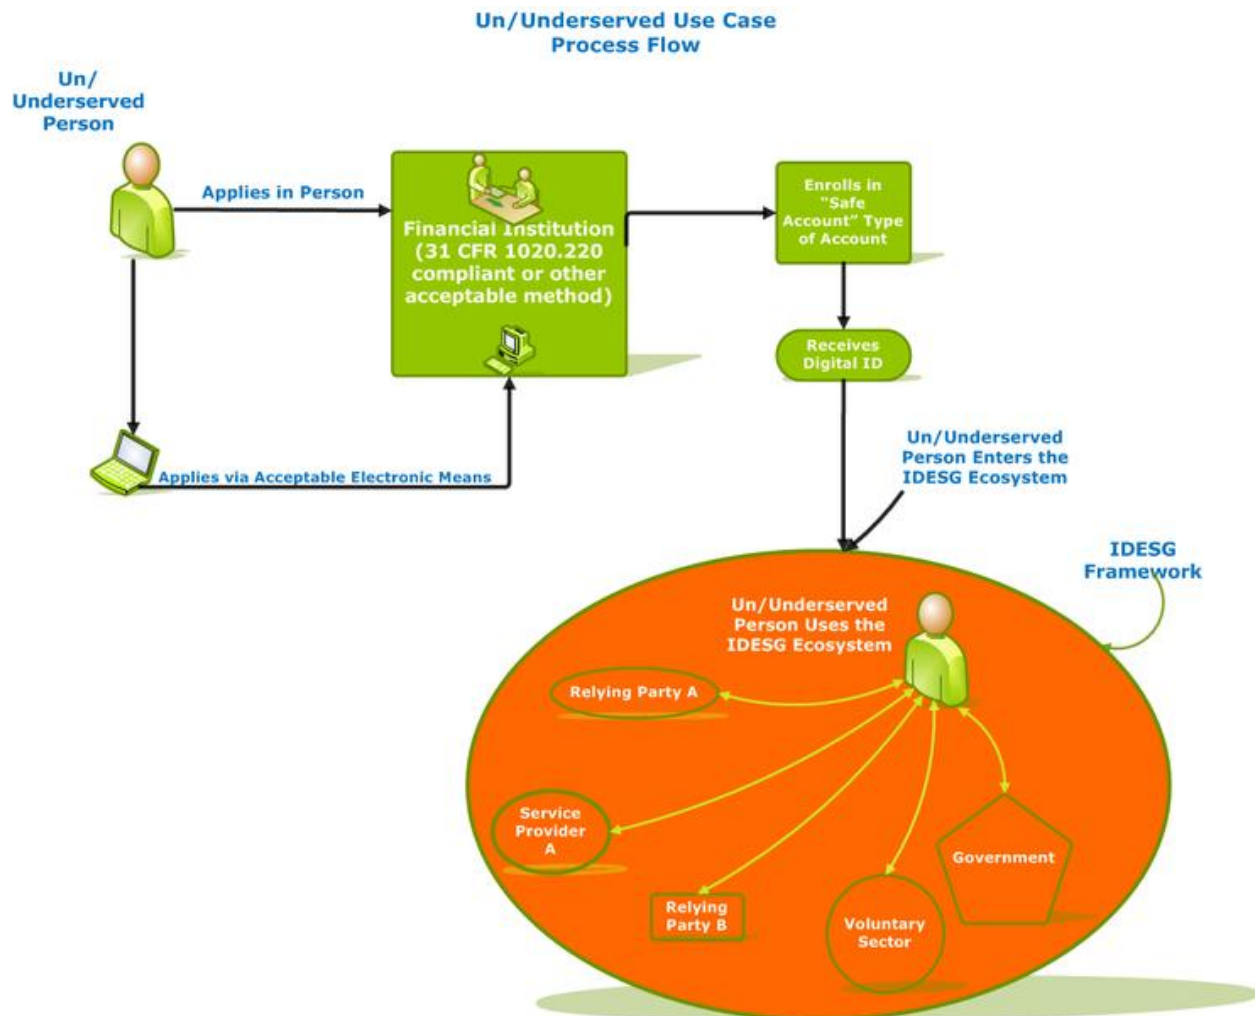 Un/Underserved Use Case
Process Flow
Un/
Underserved
Person
Applies in Person
Financial Institution
(31 CFR 1020.220
compliant or other
acceptable method)
Enrolls in
"Safe
Account" Type
of Account
Receives
Digital ID
Applies via Acceptable Electronic Means
Un/Underserved
Person Enters the
IDESG Ecosystem
IDESG
Framework
Un/Underserved
Person Uses the
IDESG Ecosystem
Relying Party A
Service
Provider
A
Relying
Party B
Voluntary
Sector
Government